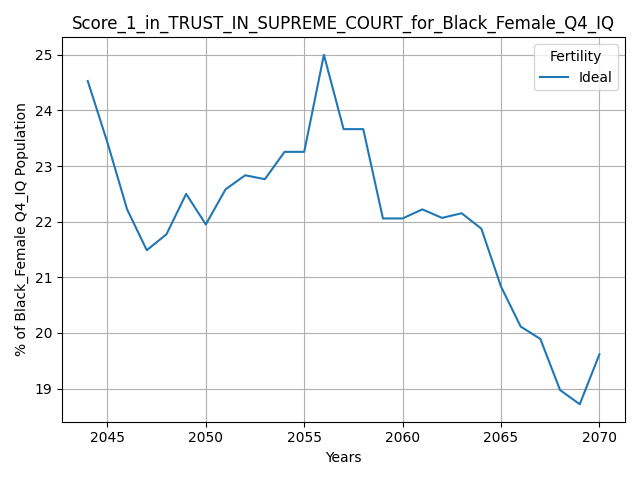 Score_1_in_TRUST_IN_SUPREME_COURT_for_Black_Female_Q4_IQ
Fertility
Ideal
% of Black_Female Q4_IQ Population
25
24
23
22
21
20
19
2045 2050 2055 2060 2065 2070
Years